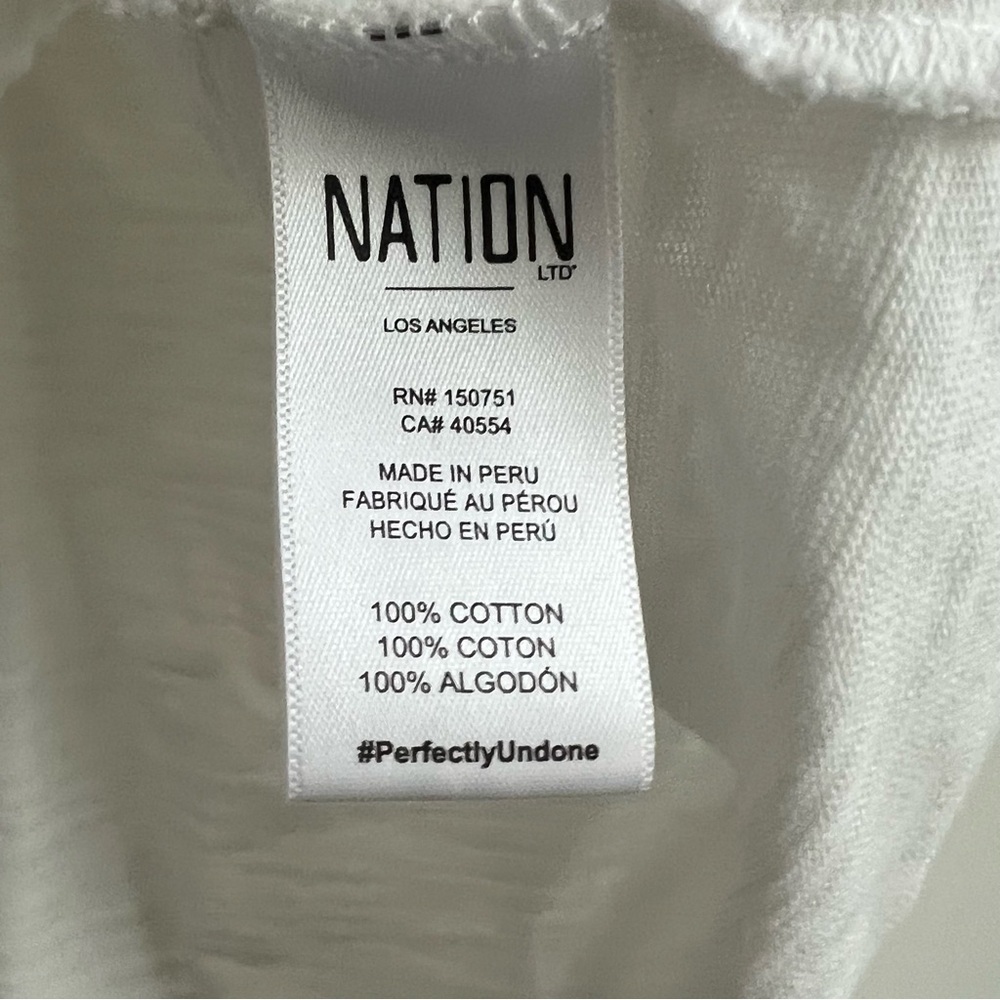 NATION
LTD
LOS ANGELES
RN# 150751
CA# 40554
MADE IN PERU
FABRIQUÉ AU PÉROU
HECHO EN PERÚ
100% COTTON
100% COTON
100% ALGODÓN
#PerfectlyUndone